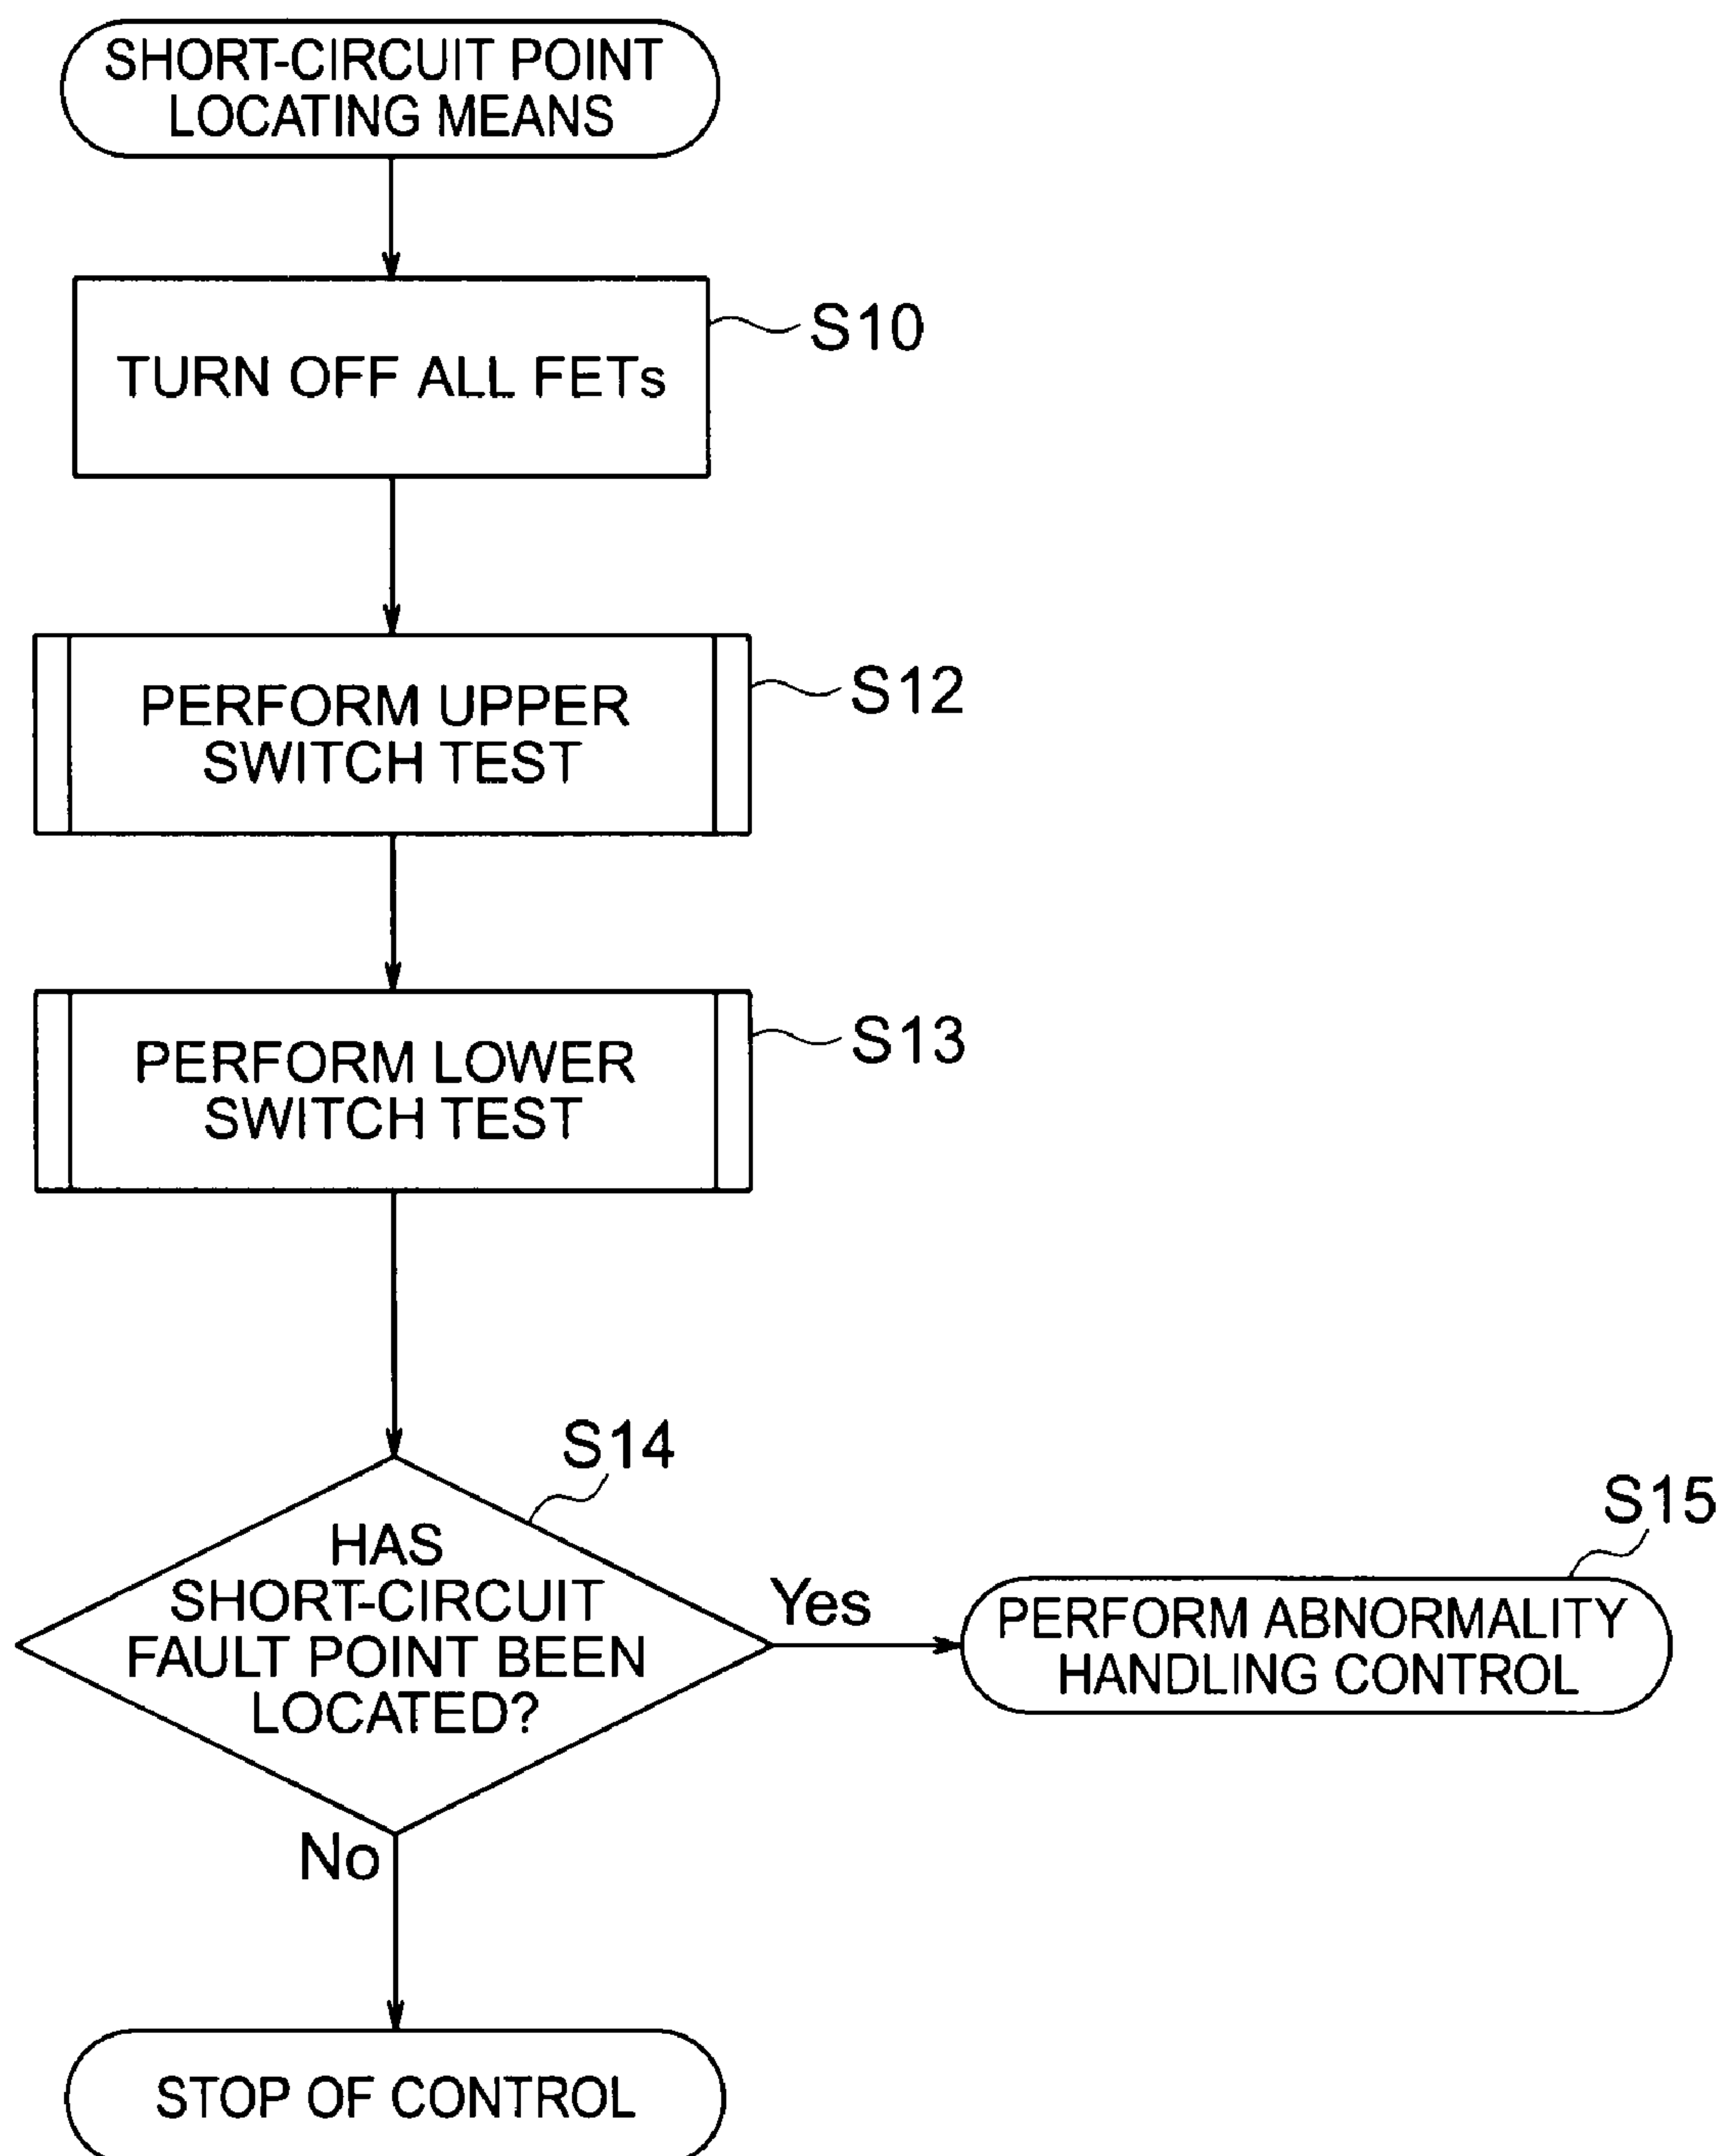 SHORT-CIRCUIT POINT
LOCATING MEANS
TURN OFF ALL FETs
S10
PERFORM UPPER
SWITCH TEST
S12
PERFORM LOWER
SWITCH TEST
S13
S14
HAS
SHORT-CIRCUIT
FAULT POINT BEEN
LOCATED?
Yes
S15
PERFORM ABNORMALITY
HANDLING CONTROL
No
STOP OF CONTROL